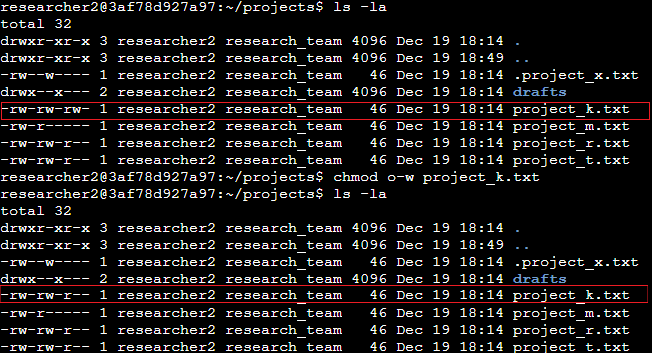 researcher2@3af78d927a97:~/projects$ ls -la
total 32
drwxr-xr-x 3 researcher2 research_team 4096 Dec 19 18:14 .
drwxr-xr-x 3 researcher2 research_team 4096 Dec 19 18:49 ..
-rw--w---- 1 researcher2 research_team   46 Dec 19 18:14 .project_x.txt
drwx--x--- 2 researcher2 research_team 4096 Dec 19 18:14 drafts
-rw-rw-rw- 1 researcher2 research_team   46 Dec 19 18:14 project_k.txt
-rw-r----- 1 researcher2 research_team   46 Dec 19 18:14 project_m.txt
-rw-rw-r-- 1 researcher2 research_team   46 Dec 19 18:14 project_r.txt
-rw-rw-r-- 1 researcher2 research_team   46 Dec 19 18:14 project_t.txt
researcher2@3af78d927a97:~/projects$ chmod o-w project_k.txt
researcher2@3af78d927a97:~/projects$ ls -la
total 32
drwxr-xr-x 3 researcher2 research_team 4096 Dec 19 18:14 .
drwxr-xr-x 3 researcher2 research_team 4096 Dec 19 18:49 ..
-rw--w---- 1 researcher2 research_team   46 Dec 19 18:14 .project_x.txt
drwx--x--- 2 researcher2 research_team 4096 Dec 19 18:14 drafts
-rw-rw-r-- 1 researcher2 research_team   46 Dec 19 18:14 project_k.txt
-rw-r----- 1 researcher2 research_team   46 Dec 19 18:14 project_m.txt
-rw-rw-r-- 1 researcher2 research_team   46 Dec 19 18:14 project_r.txt
-rw-rw-r-- 1 researcher2 research_team   46 Dec 19 18:14 project_t.txt